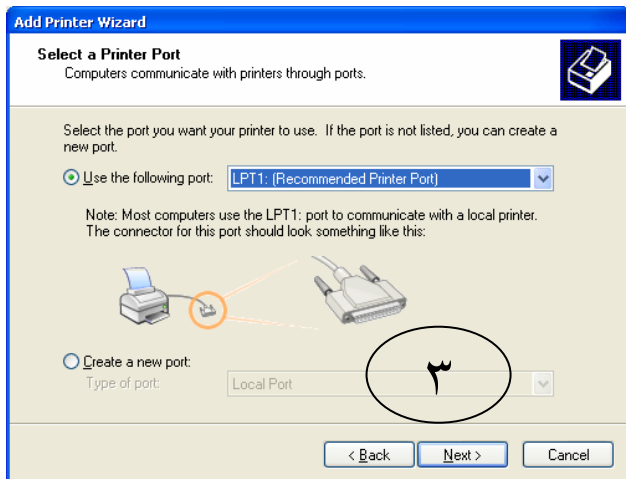 Add Printer Wizard
Select a Printer Port
Computers communicate with printers through ports.
Select the port you want your printer to use. If the port is not listed, you can create a
new port.
Use the following port: LPT1: (Recommended Printer Port)
Note: Most computers use the LPT1: port to communicate with a local printer.
The connector for this port should look something like this:
Create a new port:
Type of port: Local Port
٣
< Back Next > Cancel